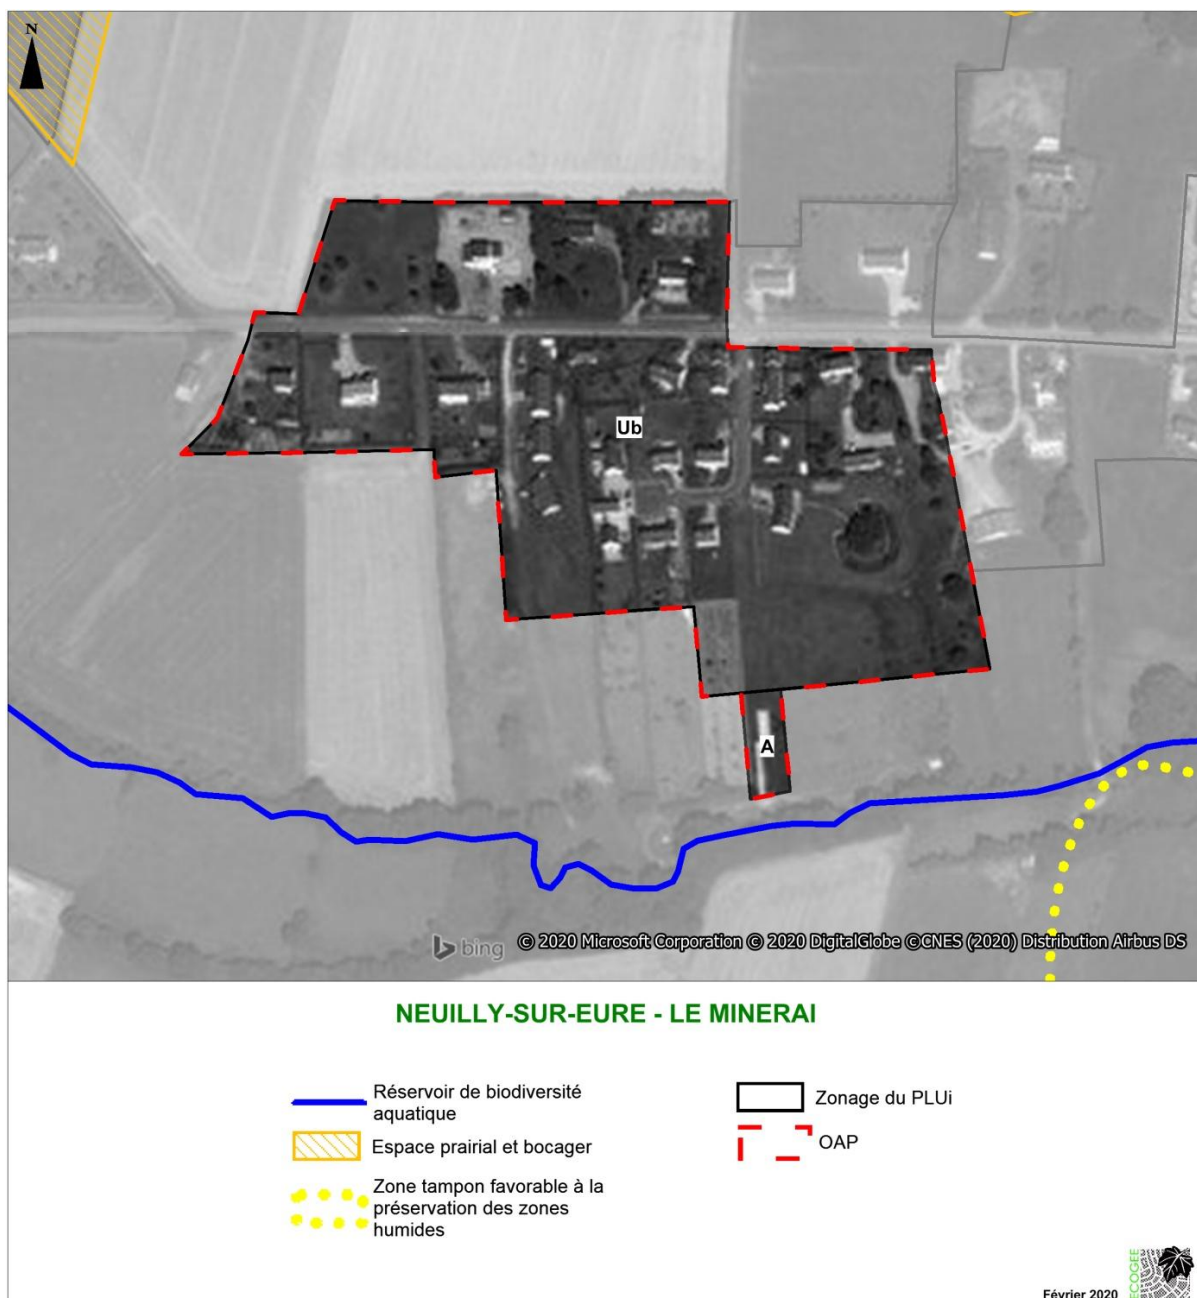 N
Ub
A
bing © 2020 Microsoft Corporation © 2020 DigitalGlobe © CNES (2020) Distribution Airbus DS
NEUILLY-SUR-EURE - LE MINERAI
Réservoir de biodiversité
aquatique
Espace prairial et bocager
Zone tampon favorable à la
préservation des zones
humides
Zonage du PLUi
OAP
Février 2020
ECOGEE